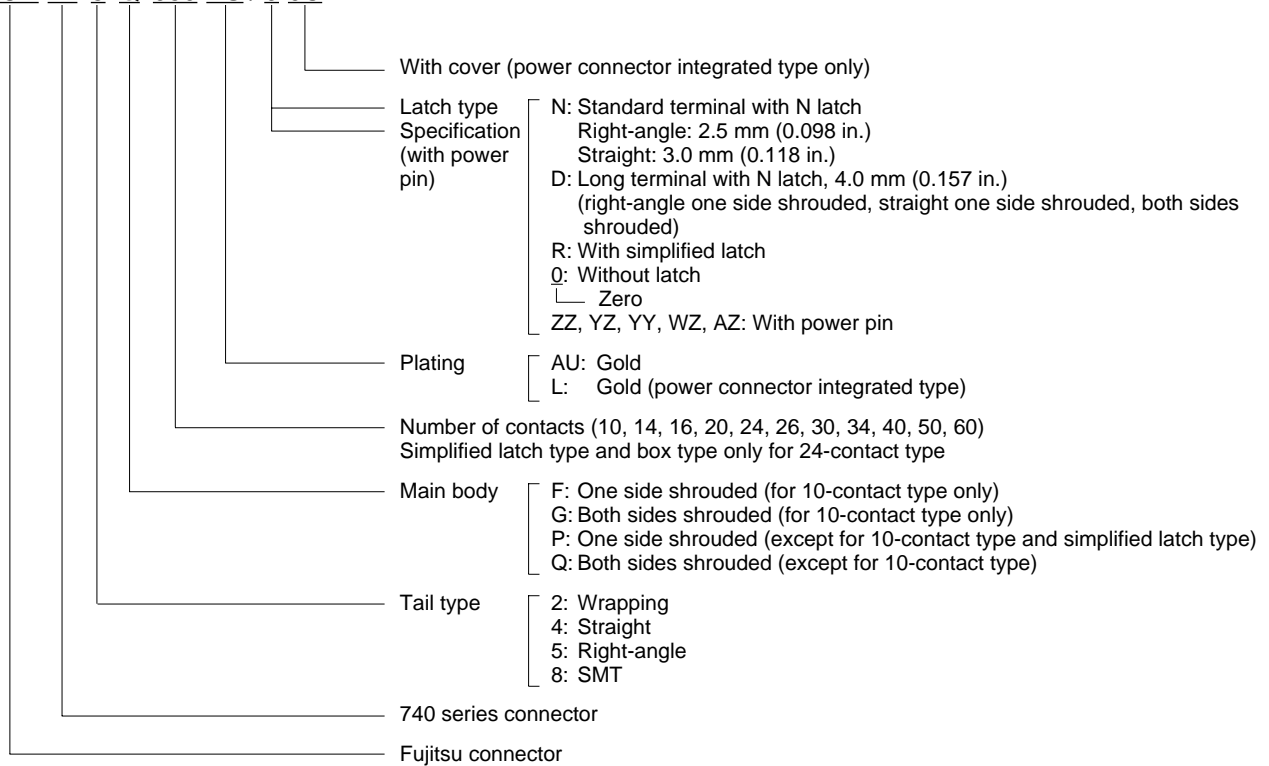 With cover (power connector integrated type only)
Latch type
Specification
(with power
pin)
N: Standard terminal with N latch
Right-angle: 2.5 mm (0.098 in.)
Straight: 3.0 mm (0.118 in.)
D: Long terminal with N latch, 4.0 mm (0.157 in.)
(right-angle one side shrouded, straight one side shrouded, both sides
shrouded)
R: With simplified latch
0: Without latch
Zero
ZZ, YZ, YY, WZ, AZ: With power pin
Plating
AU: Gold
L: Gold (power connector integrated type)
Number of contacts (10, 14, 16, 20, 24, 26, 30, 34, 40, 50, 60)
Simplified latch type and box type only for 24-contact type
Main body
F: One side shrouded (for 10-contact type only)
G: Both sides shrouded (for 10-contact type only)
P: One side shrouded (except for 10-contact type and simplified latch type)
Q: Both sides shrouded (except for 10-contact type)
Tail type
2: Wrapping
4: Straight
5: Right-angle
8: SMT
740 series connector
Fujitsu connector